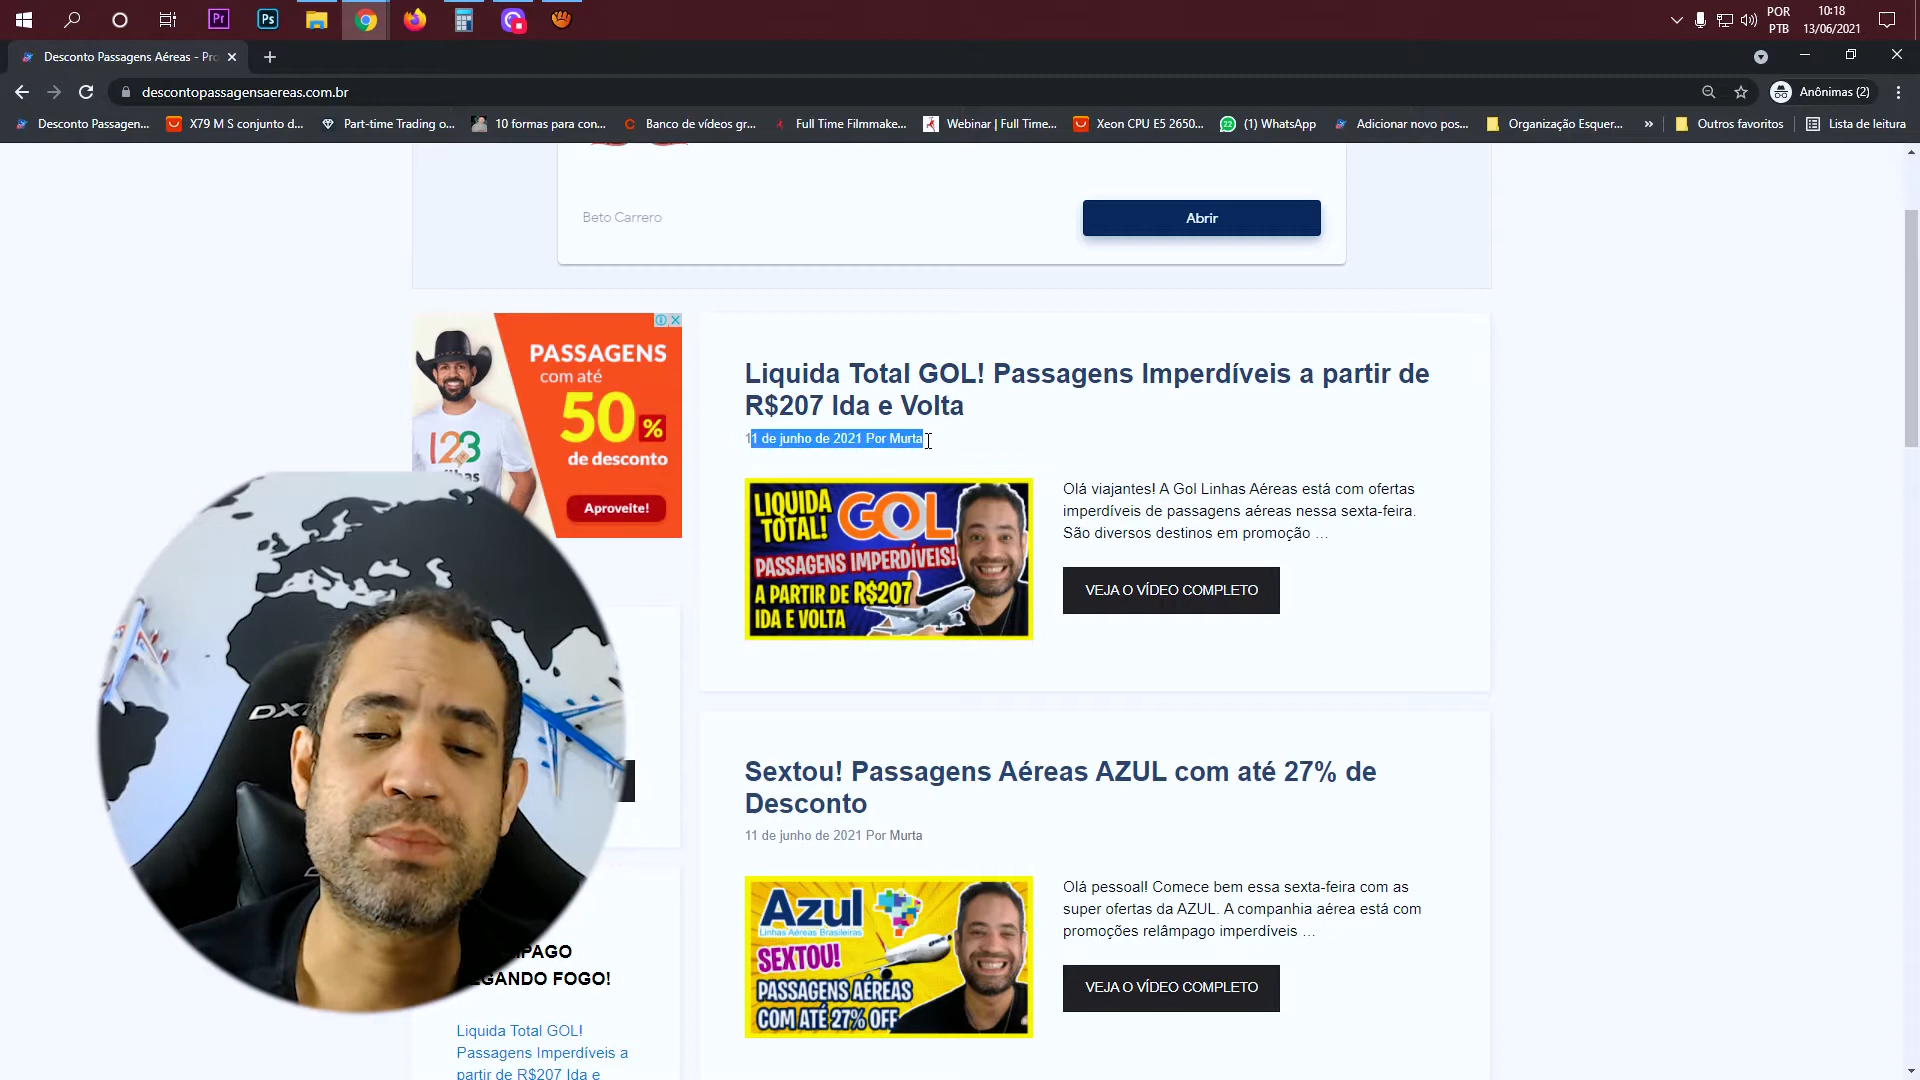 POR
PTB
10:18
13/06/2021
Desconto Passagens Aéreas - Pro
descontopassagensaereas.com.br
Anônimas (2)
Desconto Passagen...
X79 M S conjunto d...
Part-time Trading o...
10 formas para con...
Banco de vídeos gr...
Full Time Filmmake...
Webinar | Full Time...
Xeon CPU E5 2650...
(1) WhatsApp
Adicionar novo pos...
Organização Esquer...
»
Outros favoritos
Lista de leitura
Beto Carrero
Abrir
PASSAGENS
com até
50%
de desconto
123
Aproveite!
Liquida Total GOL! Passagens Imperdíveis a partir de
R$207 Ida e Volta
11 de junho de 2021 Por Murta
LIQUIDA
TOTAL!
GOL
PASSAGENS IMPERDÍVEIS!
A PARTIR DE R$207
IDA E VOLTA
Olá viajantes! A Gol Linhas Aéreas está com ofertas
imperdíveis de passagens aéreas nessa sexta-feira.
São diversos destinos em promoção ...
VEJA O VÍDEO COMPLETO
Sextou! Passagens Aéreas AZUL com até 27% de
Desconto
11 de junho de 2021 Por Murta
Azul
Linhas Aéreas Brasileiras
SEXTOU!
PASSAGENS AÉREAS
COM ATÉ 27% OFF
Olá pessoal! Comece bem essa sexta-feira com as
super ofertas da AZUL. A companhia aérea está com
promoções relâmpago imperdíveis ...
VEJA O VÍDEO COMPLETO
FOGO!
Liquida Total GOL!
Passagens Imperdíveis a
partir de R$207 Ida e